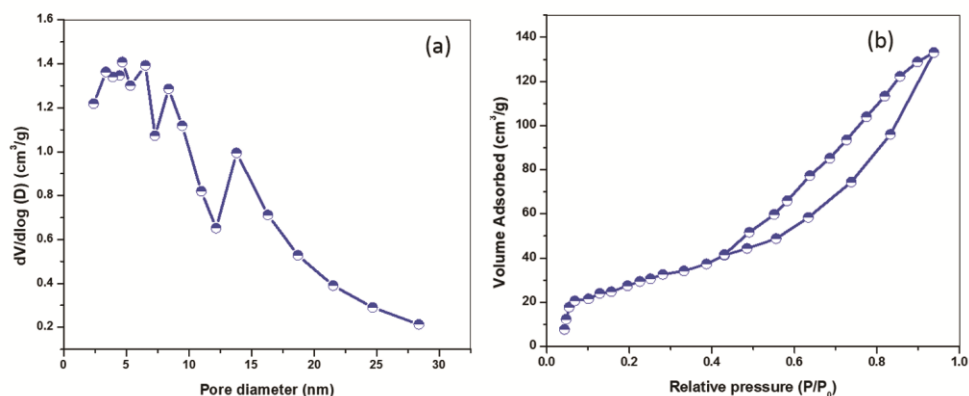 (a)
dV/dlog (D) (cm³/g)
1.6
1.4
1.2
1.0
0.8
0.6
0.4
0.2
0 5 10 15 20 25 30
Pore diameter (nm)
(b)
Volume Adsorbed (cm³/g)
140
120
100
80
60
40
20
0
0.0 0.2 0.4 0.6 0.8 1.0
Relative pressure (P/P₀)